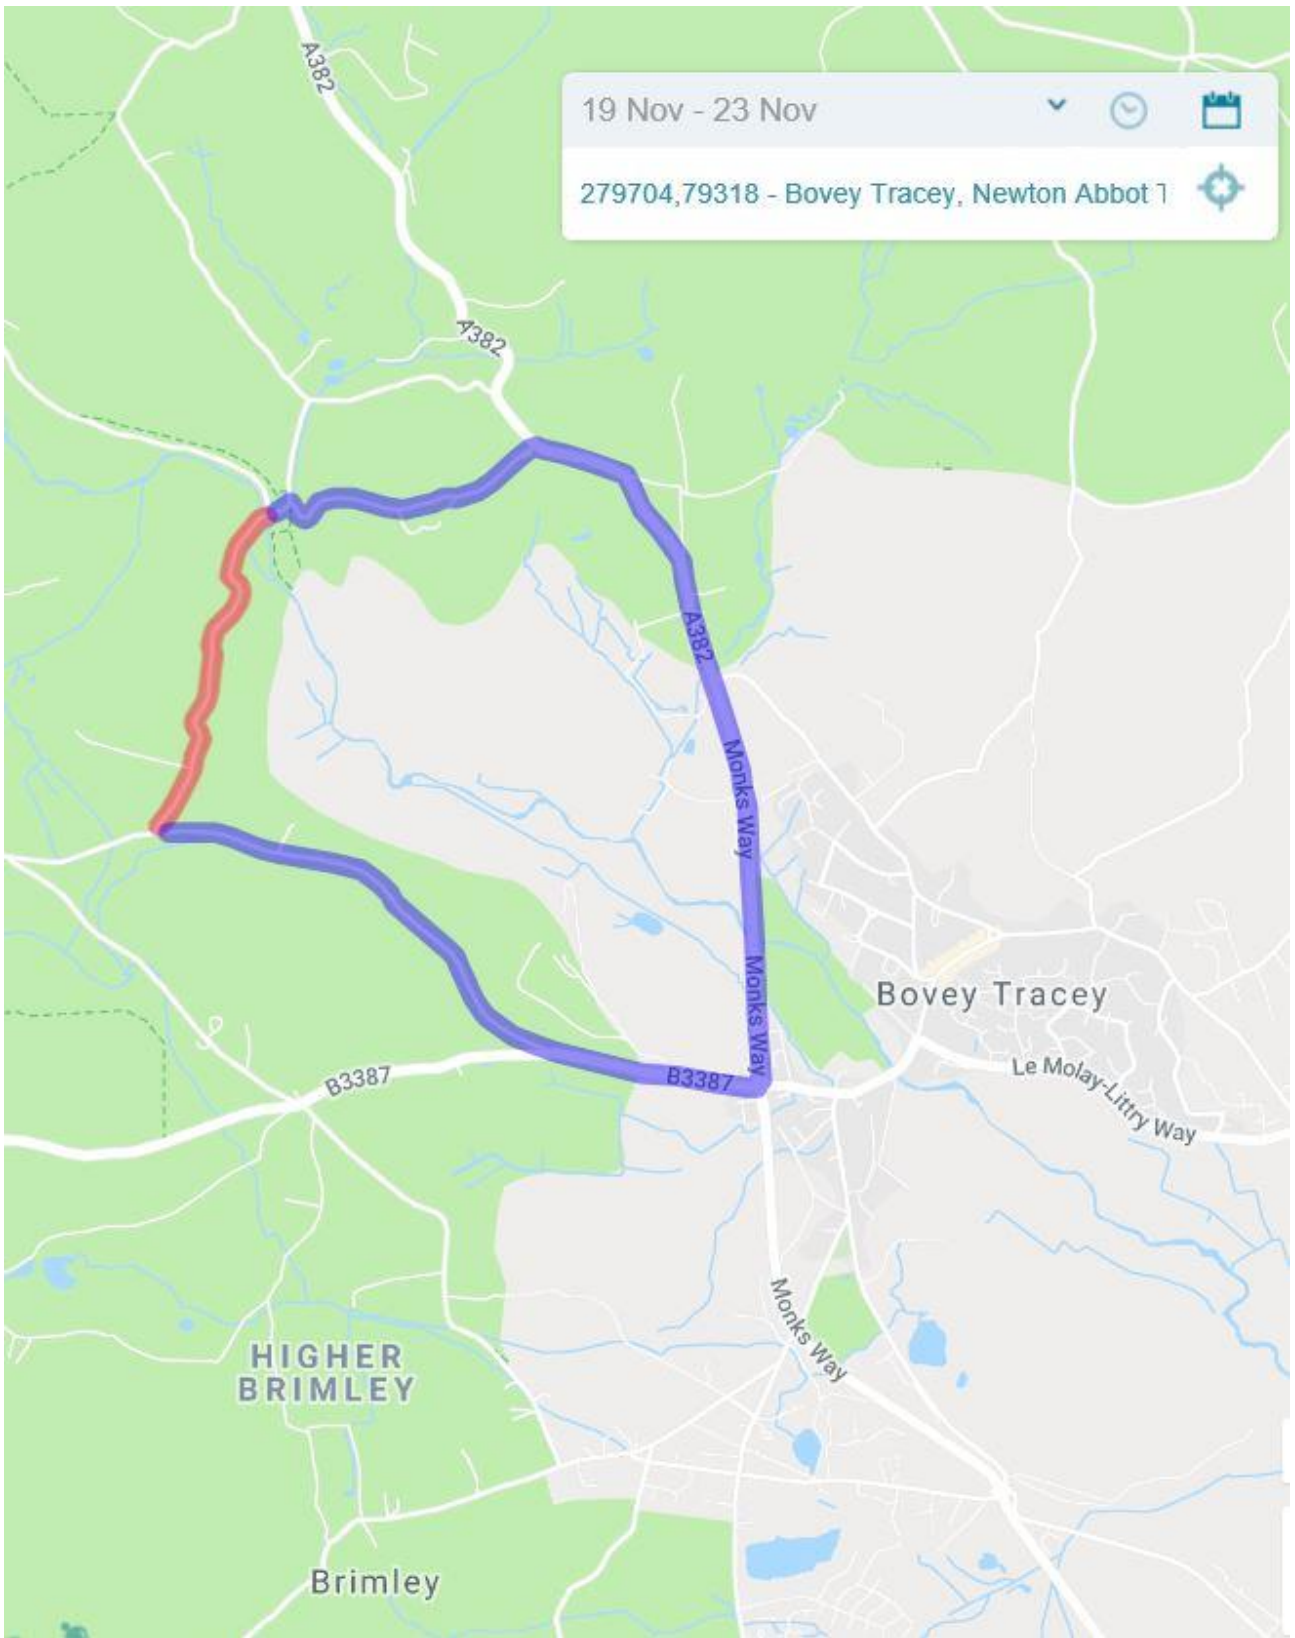 A382
19 Nov - 23 Nov
279704,79318 - Bovey Tracey, Newton Abbot T
A382
A382
Monks Way
Monks Way
Bovey Tracey
B3387
B3387
Le Molay-Littry Way
Monks Way
HIGHER
BRIMLEY
Brimley